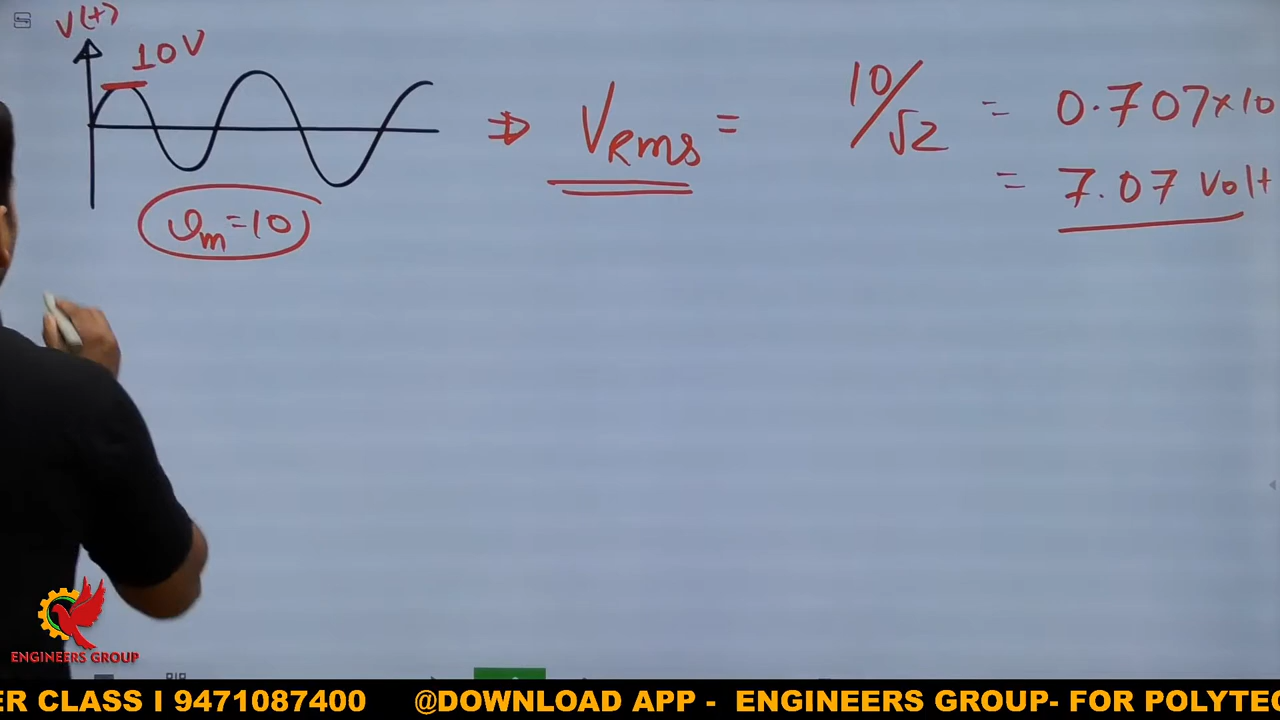 V(t)
10V
⇒ VRms = 10/√2 = 0.707×10
= 7.07 Volt
vm=10
ENGINEERS GROUP
ER CLASS I 9471087400 @DOWNLOAD APP - ENGINEERS GROUP- FOR POLYTEC